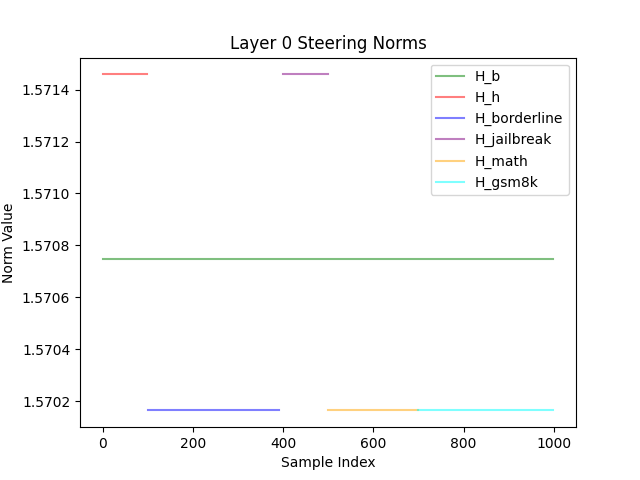 Layer 0 Steering Norms
Norm Value
1.5714
1.5712
1.5710
1.5708
1.5706
1.5704
1.5702
H_b
H_h
H_borderline
H_jailbreak
H_math
H_gsm8k
0 200 400 600 800 1000
Sample Index